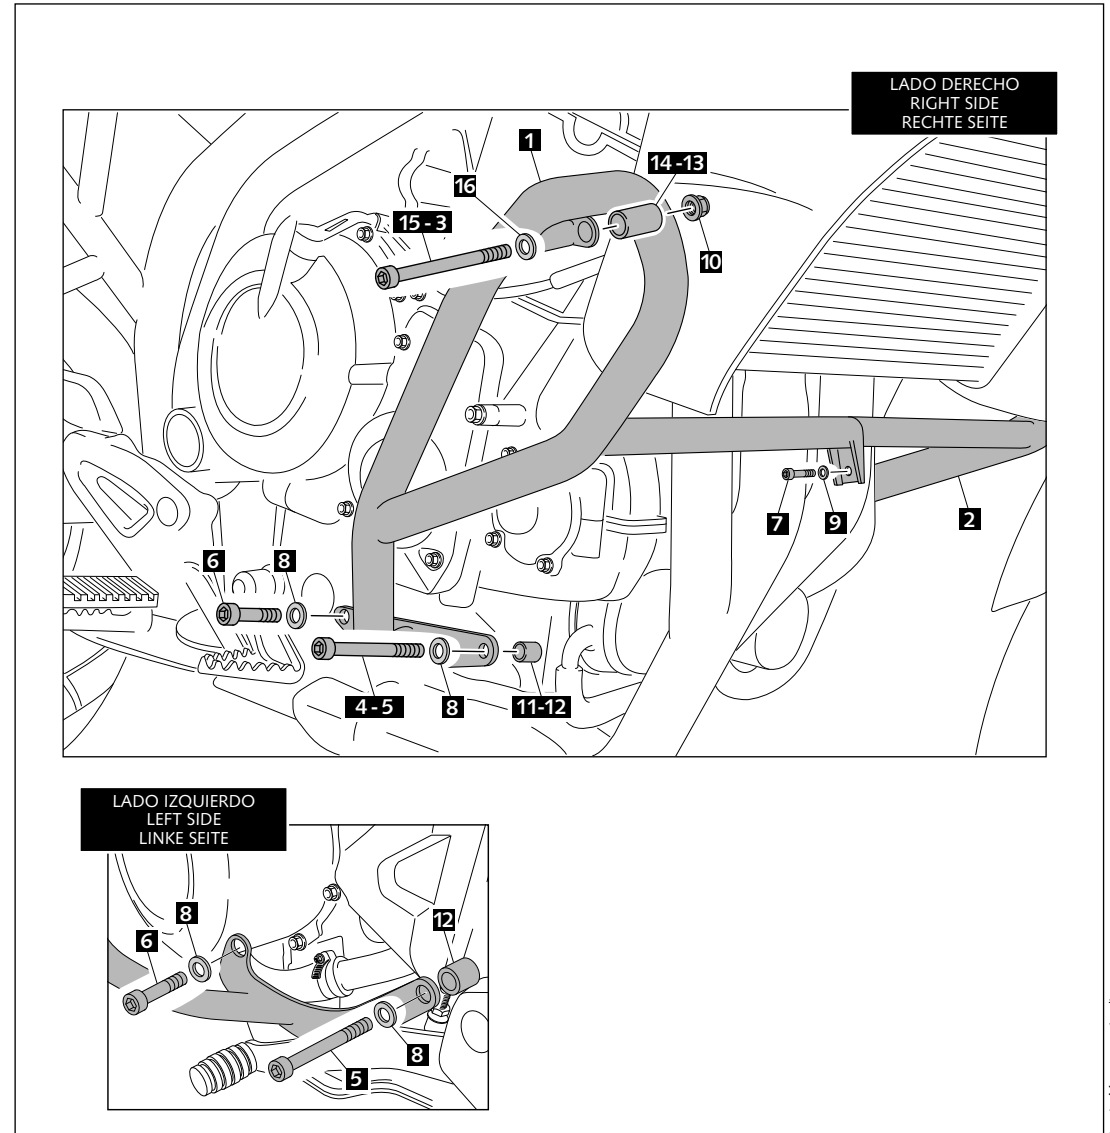 LADO DERECHO
RIGHT SIDE
RECHTE SEITE
1
14 -13
16
15 - 3
10
7
9
2
6
8
4 - 5
8
11-12
LADO IZQUIERDO
LEFT SIDE
LINKE SEITE
8
12
6
8
5